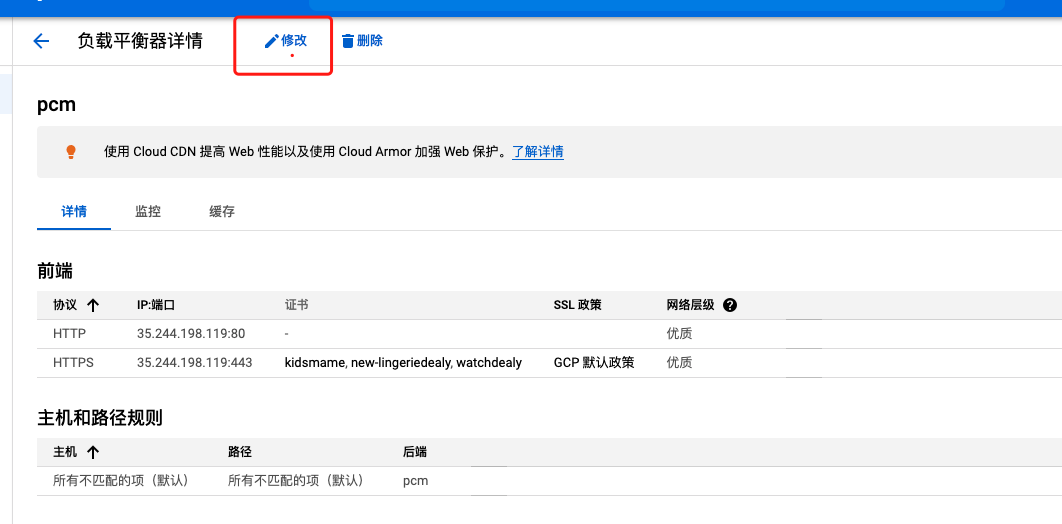 负载平衡器详情 修改 删除
pcm
使用 Cloud CDN 提高 Web 性能以及使用 Cloud Armor 加强 Web 保护。了解详情
详情 监控 缓存
前端
协议 IP:端口 证书 SSL 政策 网络层级
HTTP 35.244.198.119:80 - 优质
HTTPS 35.244.198.119:443 kidsmame, new-lingeriedealy, watchdealy GCP 默认政策 优质
主机和路径规则
主机 路径 后端
所有不匹配的项（默认） 所有不匹配的项（默认） pcm